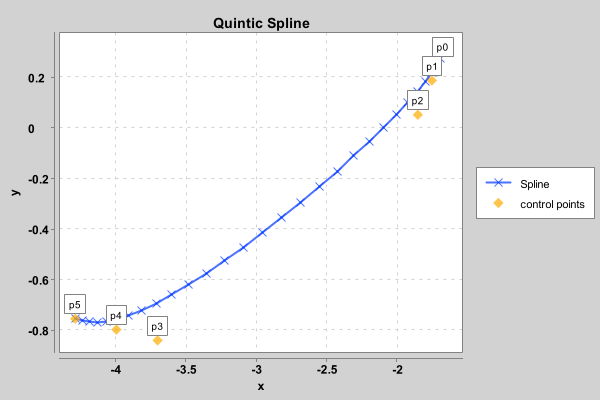 Quintic Spline
p0
p1
p2
0.2
0
-0.2
-0.4
-0.6
-0.8
y
p5
p4
p3
-4
-3.5
-3
-2.5
-2
x
Spline
control points